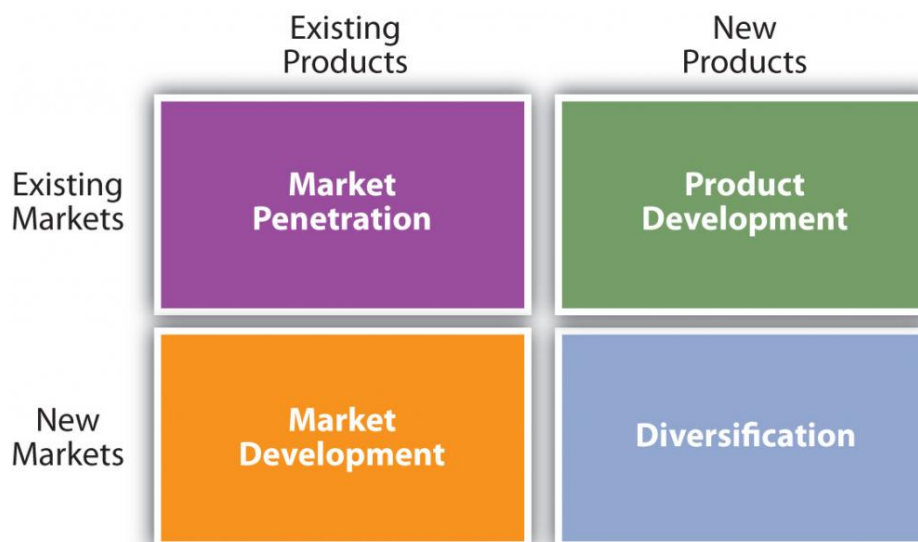 Existing
Products
New
Products
Existing
Markets
Market
Penetration
Product
Development
New
Markets
Market
Development
Diversification